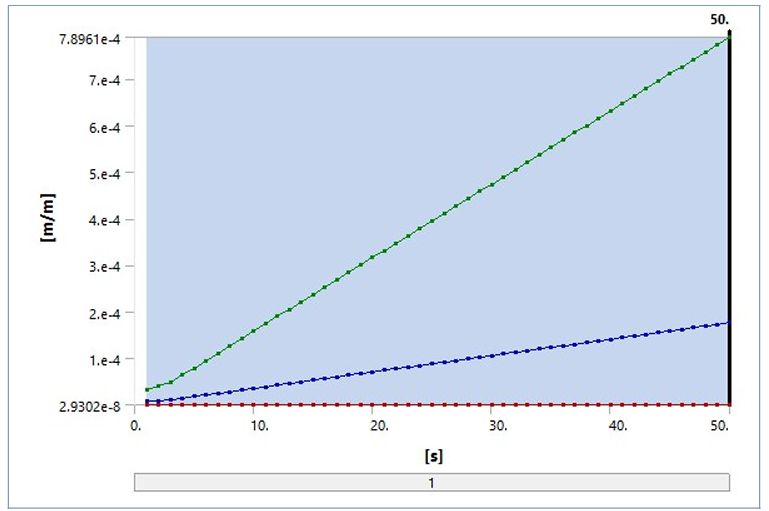 50.
7.8961e-4
7.e-4
6.e-4
5.e-4
4.e-4
3.e-4
2.e-4
1.e-4
2.9302e-8
[m/m]
0. 10. 20. 30. 40. 50.
[s]
1